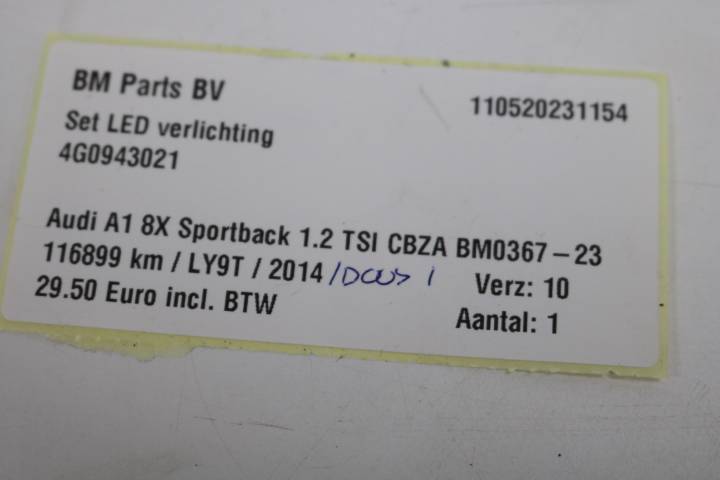 BM Parts BV 110520231154
Set LED verlichting
4G0943021
Audi A1 8X Sportback 1.2 TSI CBZA BM0367-23
116899 km / LY9T / 2014 Verz: 10
29.50 Euro incl. BTW Aantal: 1